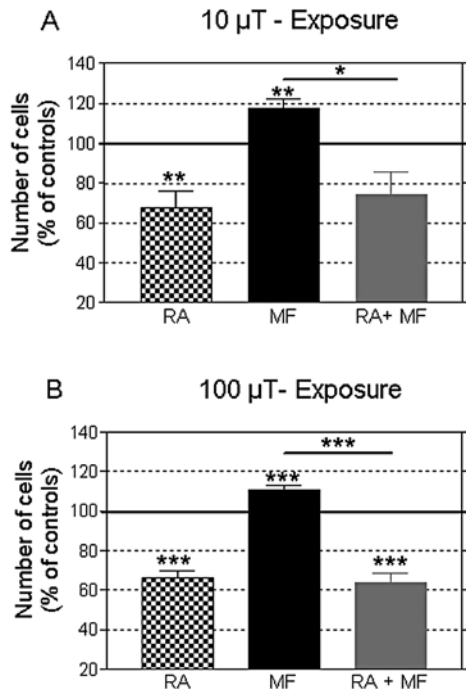 A 10 µT - Exposure
Number of cells
(% of controls)
140
120
100
80
60
40
20
*
**
**
RA MF RA+ MF
B 100 µT- Exposure
Number of cells
(% of controls)
140
120
100
80
60
40
20
***
***
***
***
RA MF RA + MF